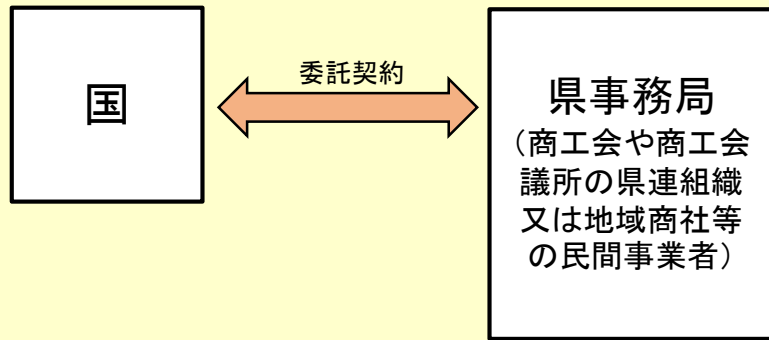 国
委託契約
県事務局
（商工会や商工会
議所の県連組織
又は地域商社等
の民間事業者）